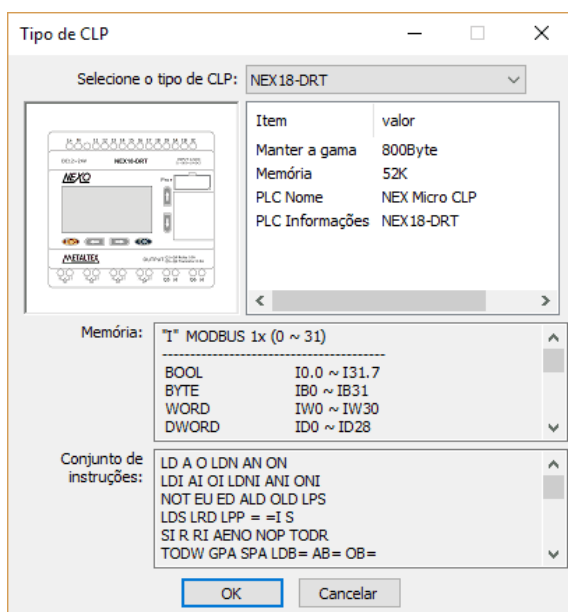 Tipo de CLP
Selecione o tipo de CLP: NEX18-DRT
Item valor
Manter a gama 800Byte
Memória 52K
PLC Nome NEX Micro CLP
PLC Informações NEX18-DRT
NEX18-DRT
NEXO
METALTEX
Memória:
"I" MODBUS 1x (0 ~ 31)
----------------------------------------
BOOL I0.0 ~ I31.7
BYTE IB0 ~ IB31
WORD IW0 ~ IW30
DWORD ID0 ~ ID28
Conjunto de instruções:
LD A O LDN AN ON
LDI AI OI LDNI ANI ONI
NOT EU ED ALD OLD LPS
LDS LRD LPP = =I S
SI R RI AENO NOP TODR
TODW GPA SPA LDB= AB= OB=
OK Cancelar